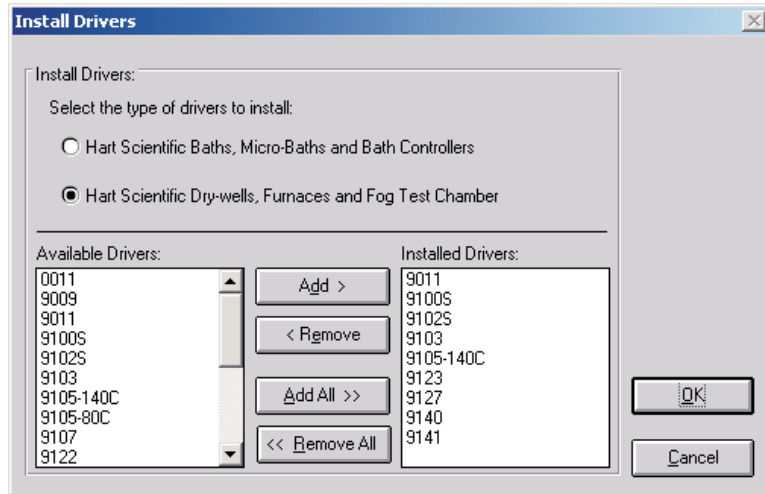 Install Drivers
Install Drivers:
Select the type of drivers to install:
Hart Scientific Baths, Micro-Baths and Bath Controllers
Hart Scientific Dry-wells, Furnaces and Fog Test Chamber
Available Drivers:
0011
9009
9011
9100S
9102S
9103
9105-140C
9105-80C
9107
9122
Add >
< Remove
Add All >>
<< Remove All
Installed Drivers:
9011
9100S
9102S
9103
9105-140C
9123
9127
9140
9141
OK
Cancel